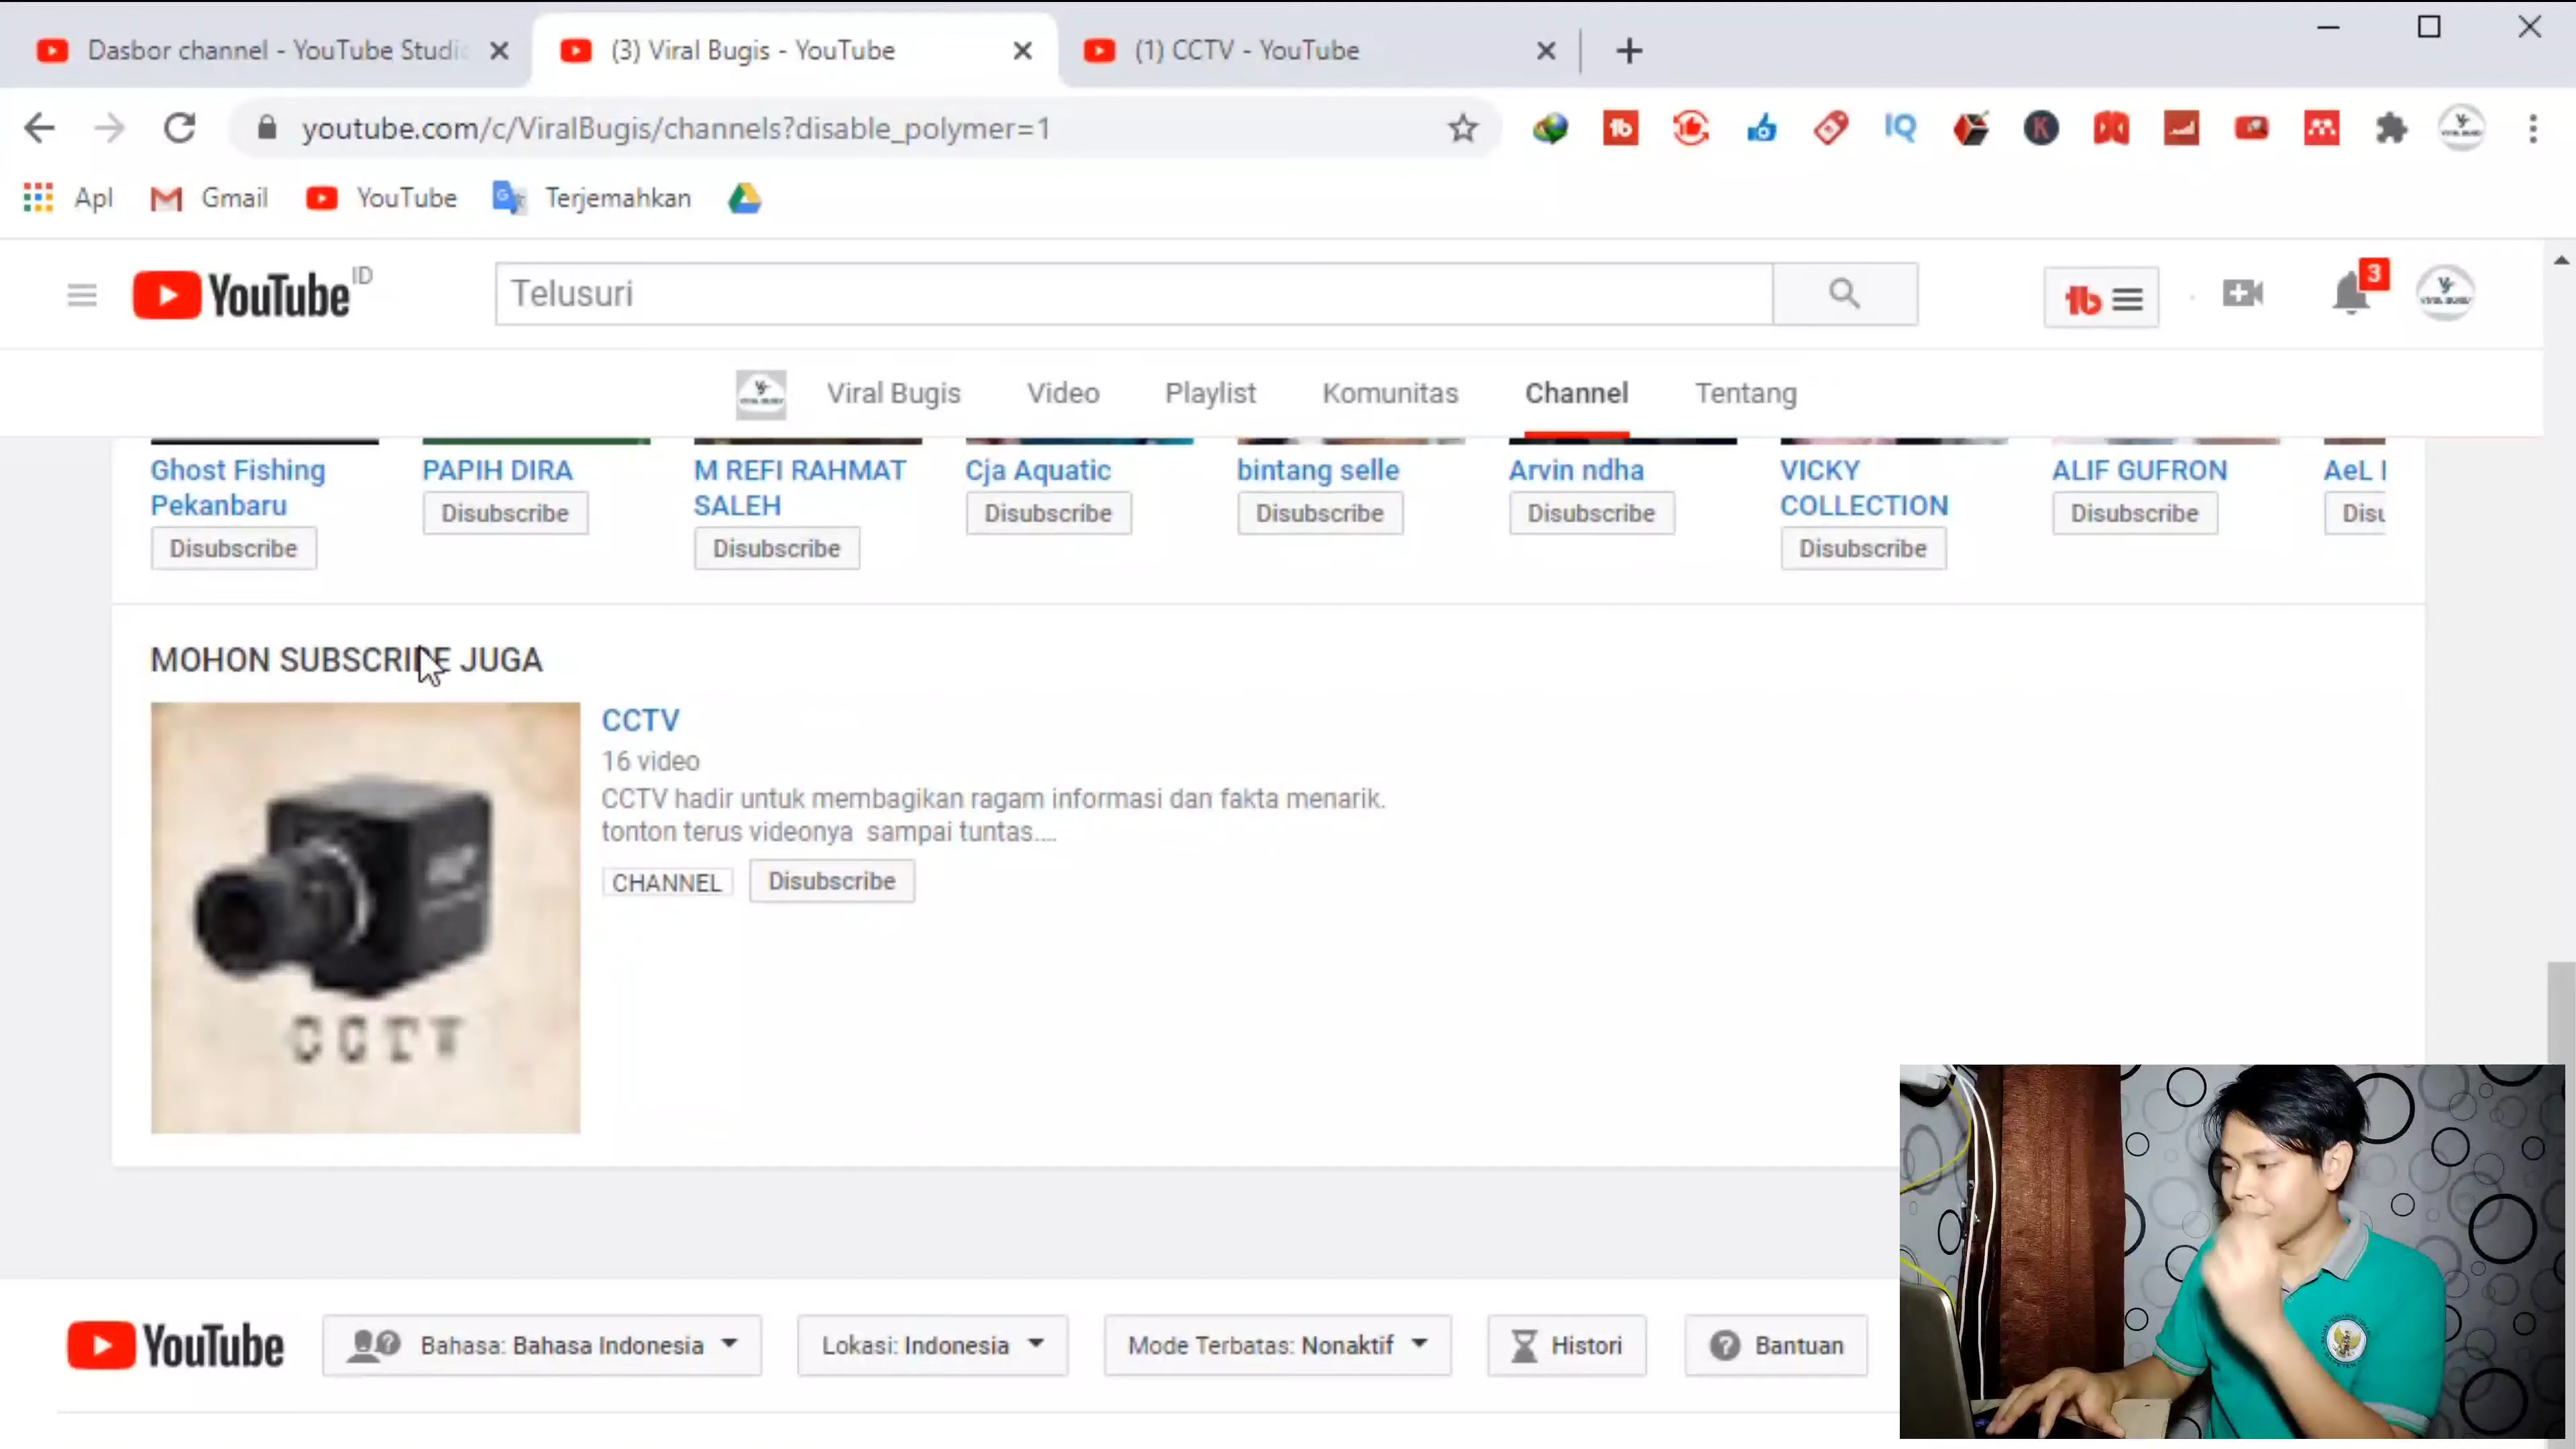 Dasbor channel - YouTube Studio
(3) Viral Bugis - YouTube
(1) CCTV - YouTube
youtube.com/c/ViralBugis/channels?disable_polymer=1
Apl
Gmail
YouTube
Terjemahkan
YouTube ID
Telusuri
3
Viral Bugis
Video
Playlist
Komunitas
Channel
Tentang
Ghost Fishing
Pekanbaru
Disubscribe
PAPIH DIRA
Disubscribe
M REFI RAHMAT
SALEH
Disubscribe
Cja Aquatic
Disubscribe
bintang selle
Disubscribe
Arvin ndha
Disubscribe
VICKY
COLLECTION
Disubscribe
ALIF GUFRON
Disubscribe
AeL
MOHON SUBSCRIBE JUGA
CCTV
CCTV
16 video
CCTV hadir untuk membagikan ragam informasi dan fakta menarik.
tonton terus videonya sampai tuntas....
CHANNEL
Disubscribe
YouTube
Bahasa: Bahasa Indonesia
Lokasi: Indonesia
Mode Terbatas: Nonaktif
Histori
Bantuan